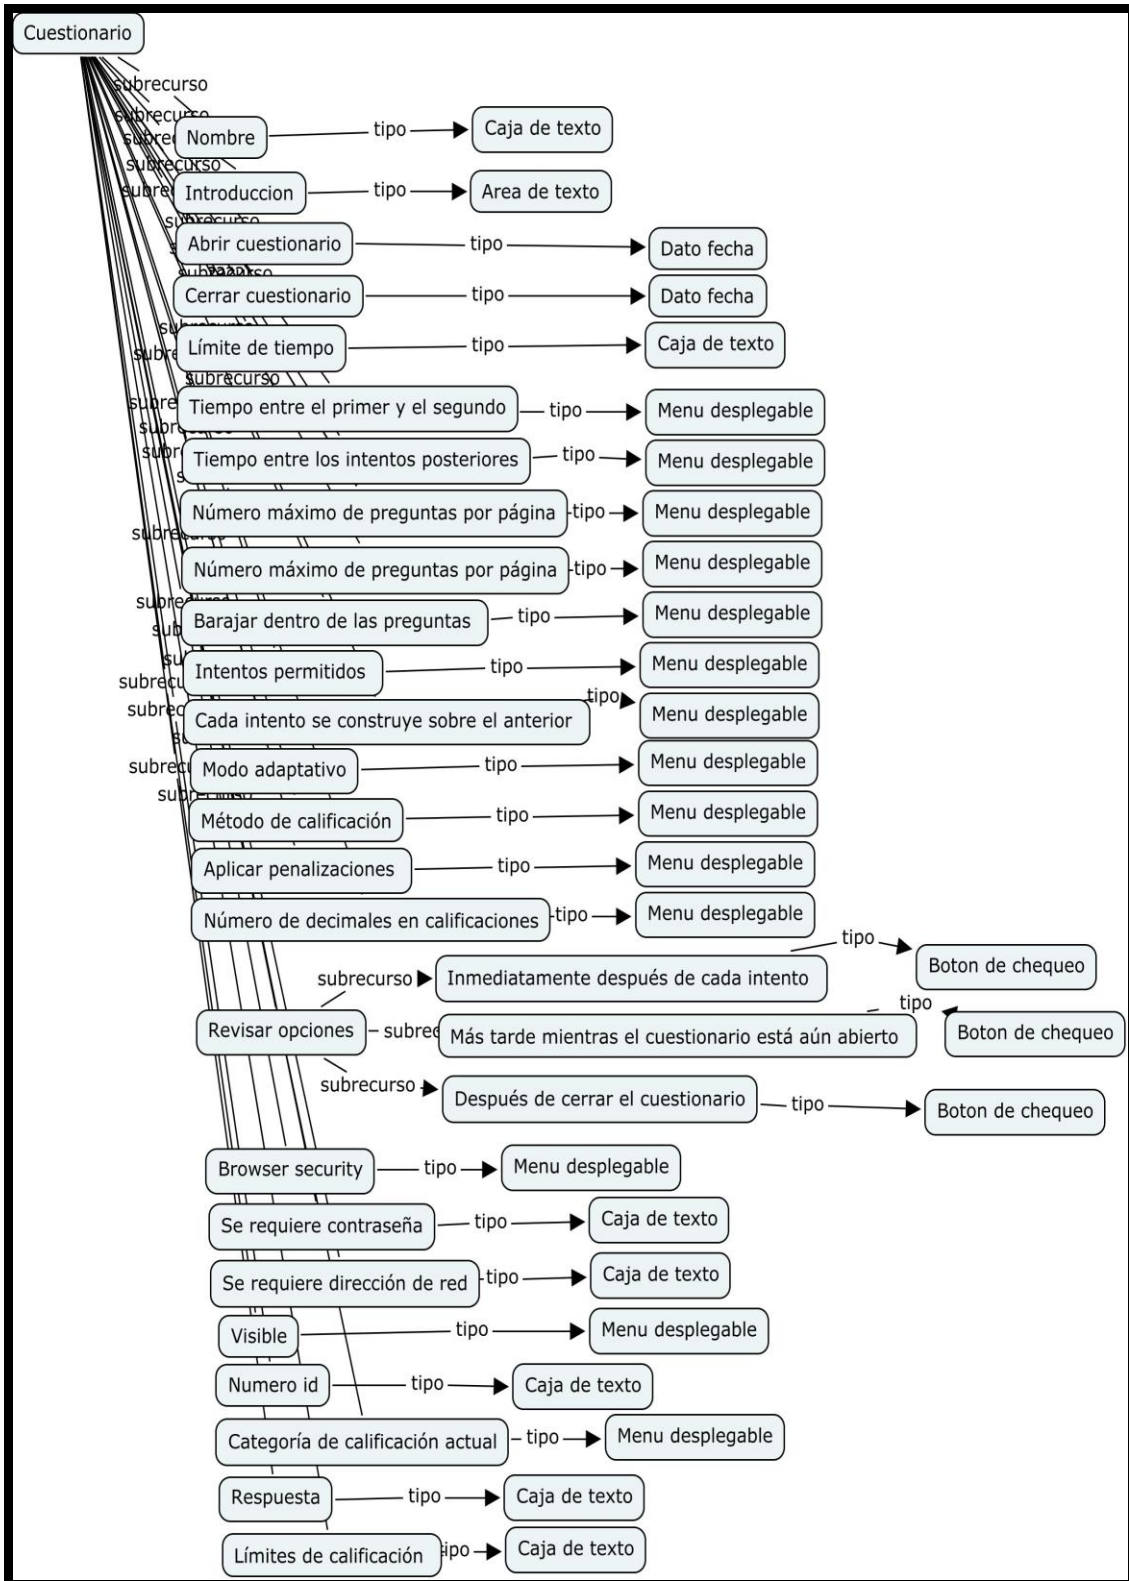 Cuestionario
subrecurso
subrecurso
Nombre tipo Caja de texto
subrecurso
Introduccion tipo Area de texto
subrecurso
Abrir cuestionario tipo Dato fecha
subrecurso
Cerrar cuestionario tipo Dato fecha
Límite de tiempo tipo Caja de texto
subrecurso
Tiempo entre el primer y el segundo tipo Menu desplegable
Tiempo entre los intentos posteriores tipo Menu desplegable
Número máximo de preguntas por página tipo Menu desplegable
subrecurso
Número máximo de preguntas por página tipo Menu desplegable
Barajar dentro de las preguntas tipo Menu desplegable
Intentos permitidos tipo Menu desplegable
Cada intento se construye sobre el anterior tipo Menu desplegable
Modo adaptativo tipo Menu desplegable
Método de calificación tipo Menu desplegable
Aplicar penalizaciones tipo Menu desplegable
Número de decimales en calificaciones tipo Menu desplegable
subrecurso Inmediatamente después de cada intento tipo Boton de chequeo
Revisar opciones subrec Más tarde mientras el cuestionario está aún abierto tipo Boton de chequeo
subrecurso Después de cerrar el cuestionario tipo Boton de chequeo
Browser security tipo Menu desplegable
Se requiere contraseña tipo Caja de texto
Se requiere dirección de red tipo Caja de texto
Visible tipo Menu desplegable
Numero id tipo Caja de texto
Categoría de calificación actual tipo Menu desplegable
Respuesta tipo Caja de texto
Límites de calificación tipo Caja de texto